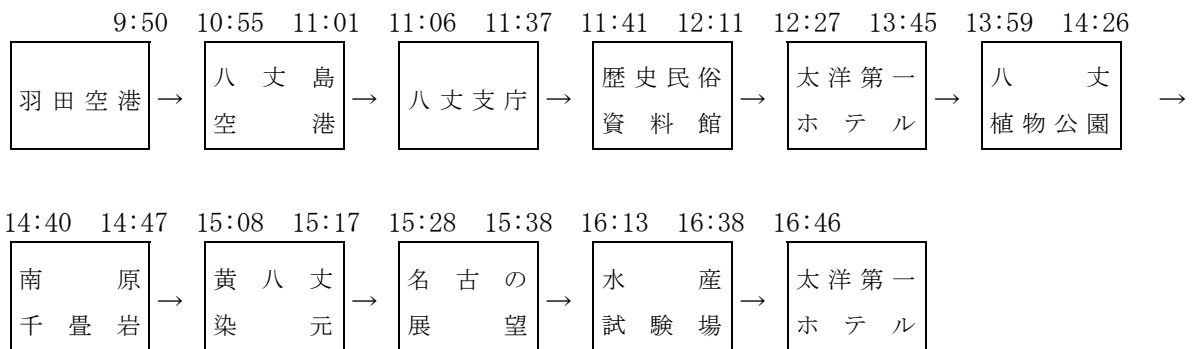 9:50 10:55 11:01 11:06 11:37 11:41 12:11 12:27 13:45 13:59 14:26
羽田空港 → 八丈島空港 → 八丈支庁 → 歴史民俗資料館 → 太洋第一ホテル → 八丈植物公園 →
14:40 14:47 15:08 15:17 15:28 15:38 16:13 16:38 16:46
南原千畳岩 → 黄八丈染元 → 名古の展望 → 水産試験場 → 太洋第一ホテル